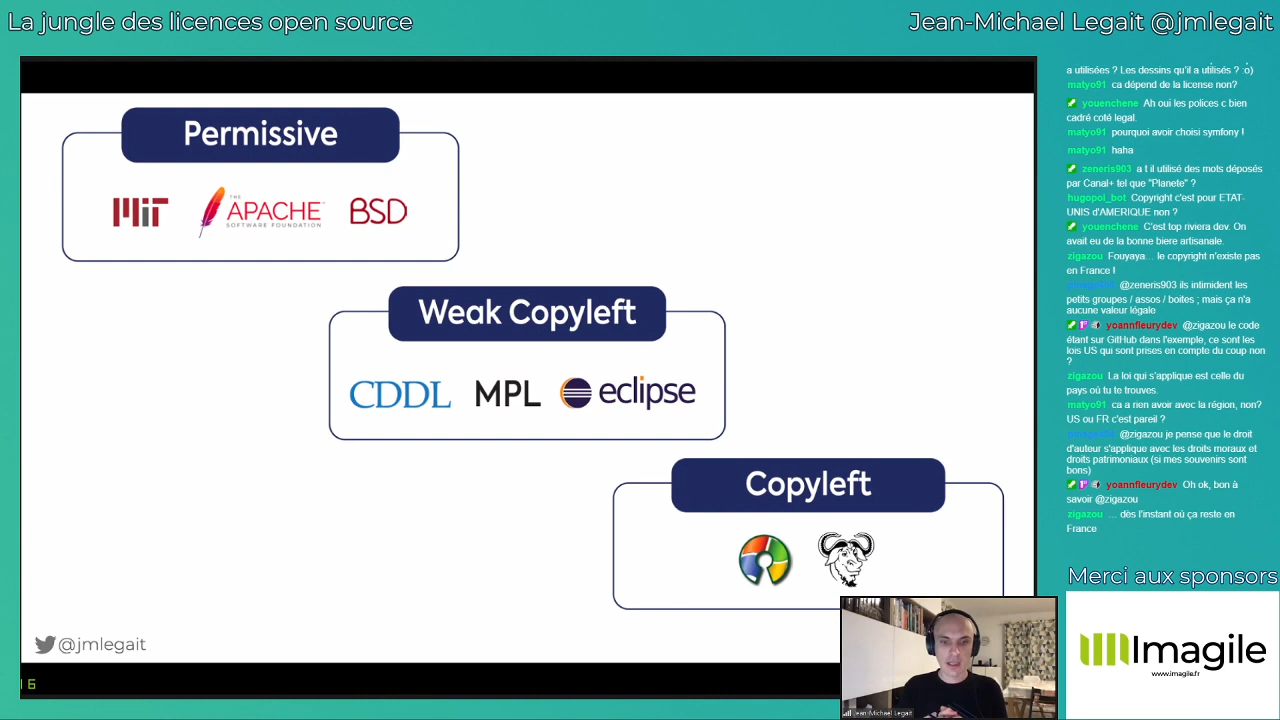 La jungle des licences open source
Jean-Michael Legait @jmlegait
Permissive
MIT
THE
APACHE
SOFTWARE FOUNDATION
BSD
Weak Copyleft
CDDL
MPL
eclipse
Copyleft
@jmlegait
16
a utilisées ? Les dessins qu'il a utilisés ? :o)
matyo91 ca dépend de la license non?
youenchene Ah oui les polices c bien
cadré coté legal.
matyo91 pourquoi avoir choisi symfony !
matyo91 haha
zeneris903 a t il utilisé des mots déposés
par Canal+ tel que "Planete" ?
hugopol_bot Copyright c'est pour ETAT-
UNIS d'AMERIQUE non ?
youenchene C'est top riviera dev. On
avait eu de la bonne biere artisanale.
zigazou Fouyaya… le copyright n'existe pas
en France !
@zeneris903 ils intimident les
petits groupes / assos / boites ; mais ça n'a
aucune valeur légale
yoannfleurydev @zigazou le code
étant sur GitHub dans l'exemple, ce sont les
lois US qui sont prises en compte du coup non
?
zigazou La loi qui s'applique est celle du
pays où tu te trouves.
matyo91 ca a rien avoir avec la région, non?
US ou FR c'est pareil ?
@zigazou je pense que le droit
d'auteur s'applique avec les droits moraux et
droits patrimoniaux (si mes souvenirs sont
bons)
yoannfleurydev Oh ok, bon à
savoir @zigazou
zigazou … dès l'instant où ça reste en
France
Merci aux sponsors
Imagile
www.imagile.fr
Jean-Michael Legait